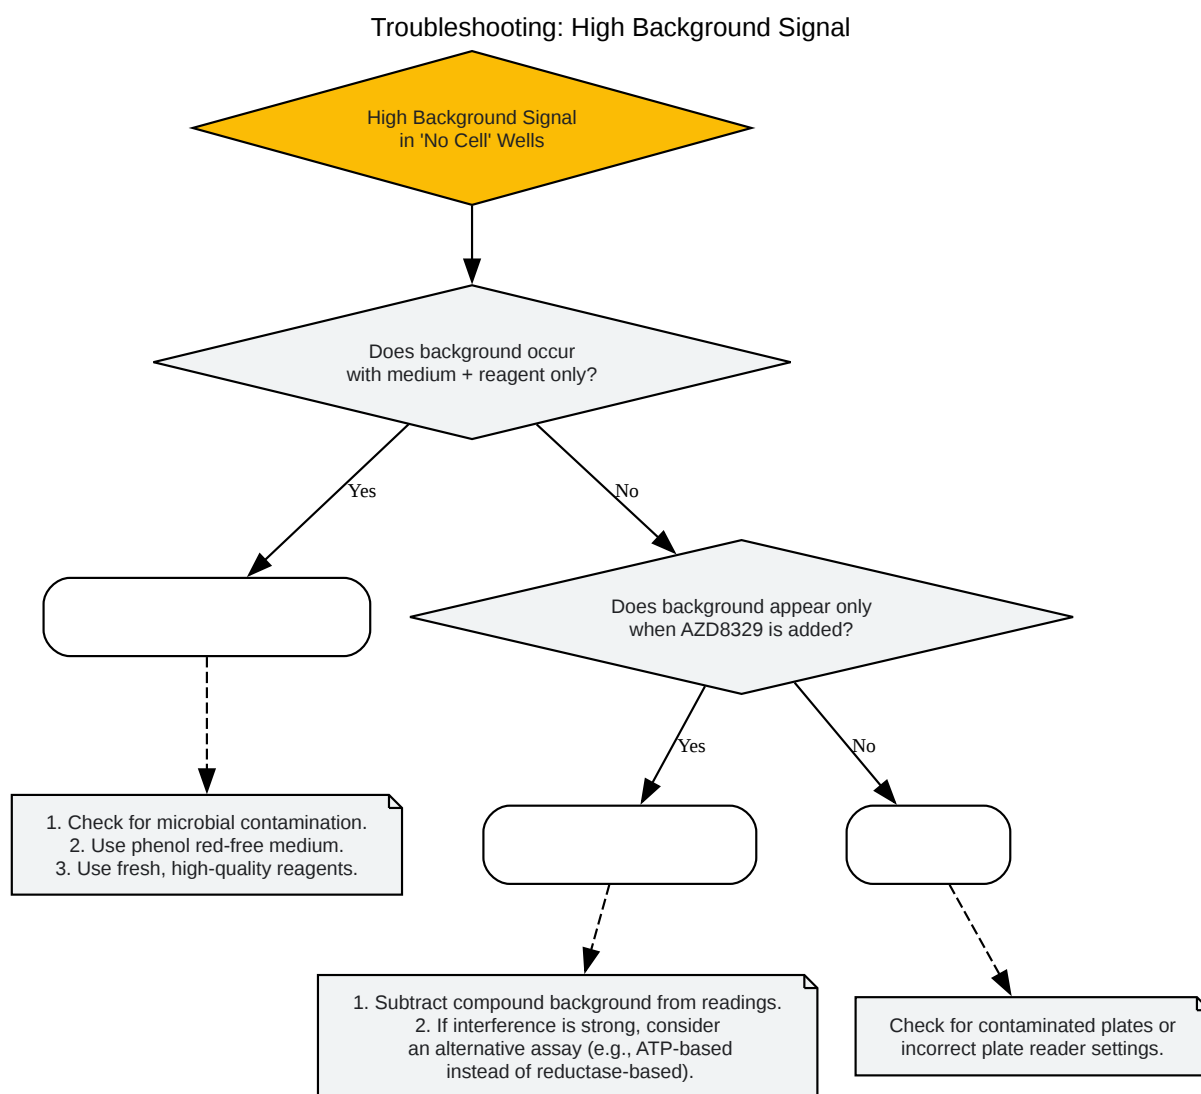 Troubleshooting: High Background Signal
High Background Signal
in 'No Cell' Wells
Does background occur
with medium + reagent only?
Yes
No
Does background appear only
when AZD8329 is added?
Yes
No
1. Check for microbial contamination.
2. Use phenol red-free medium.
3. Use fresh, high-quality reagents.
1. Subtract compound background from readings.
2. If interference is strong, consider
an alternative assay (e.g., ATP-based
instead of reductase-based).
Check for contaminated plates or
incorrect plate reader settings.